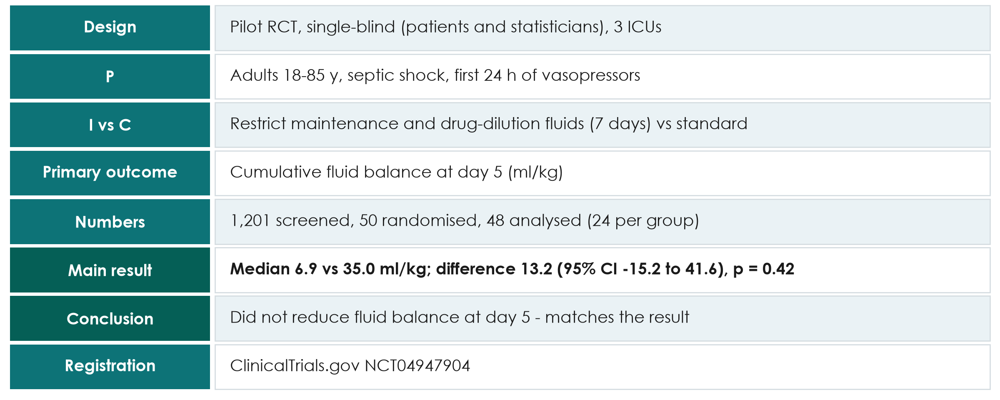 Design
Pilot RCT, single-blind (patients and statisticians), 3 ICUs
P
Adults 18-85 y, septic shock, first 24 h of vasopressors
I vs C
Restrict maintenance and drug-dilution fluids (7 days) vs standard
Primary outcome
Cumulative fluid balance at day 5 (ml/kg)
Numbers
1,201 screened, 50 randomised, 48 analysed (24 per group)
Main result
Median 6.9 vs 35.0 ml/kg; difference 13.2 (95% CI -15.2 to 41.6), p = 0.42
Conclusion
Did not reduce fluid balance at day 5 - matches the result
Registration
ClinicalTrials.gov NCT04947904